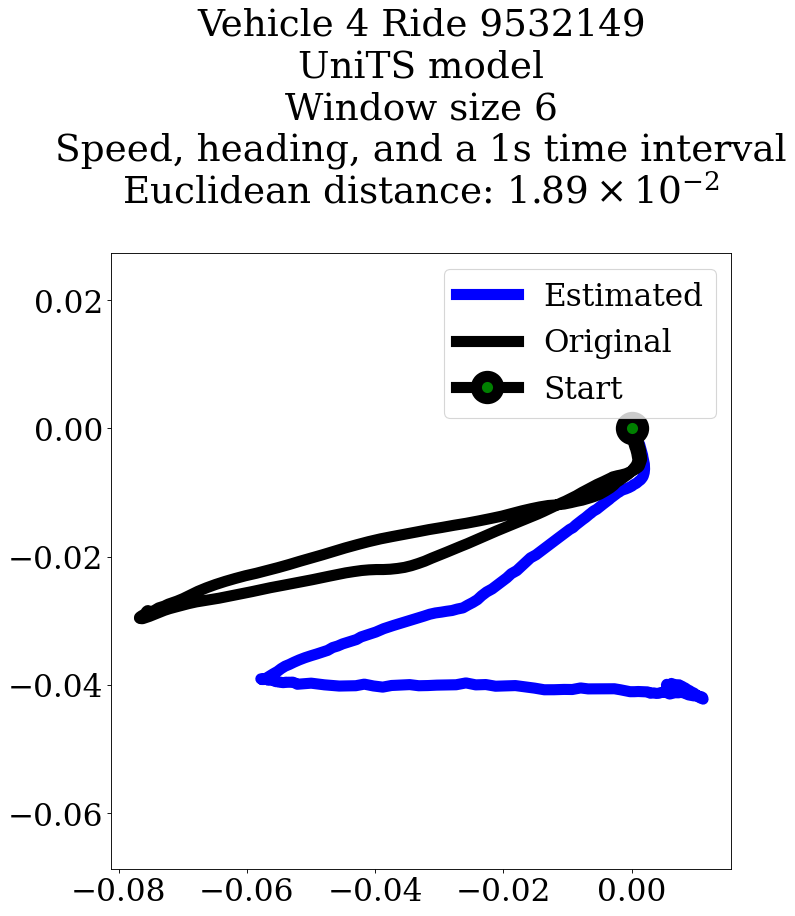 Vehicle 4 Ride 9532149
UniTS model
Window size 6
Speed, heading, and a 1s time interval
Euclidean distance: 1.89 × 10⁻²
Estimated
Original
Start
0.02
0.00
−0.02
−0.04
−0.06
−0.08 −0.06 −0.04 −0.02 0.00